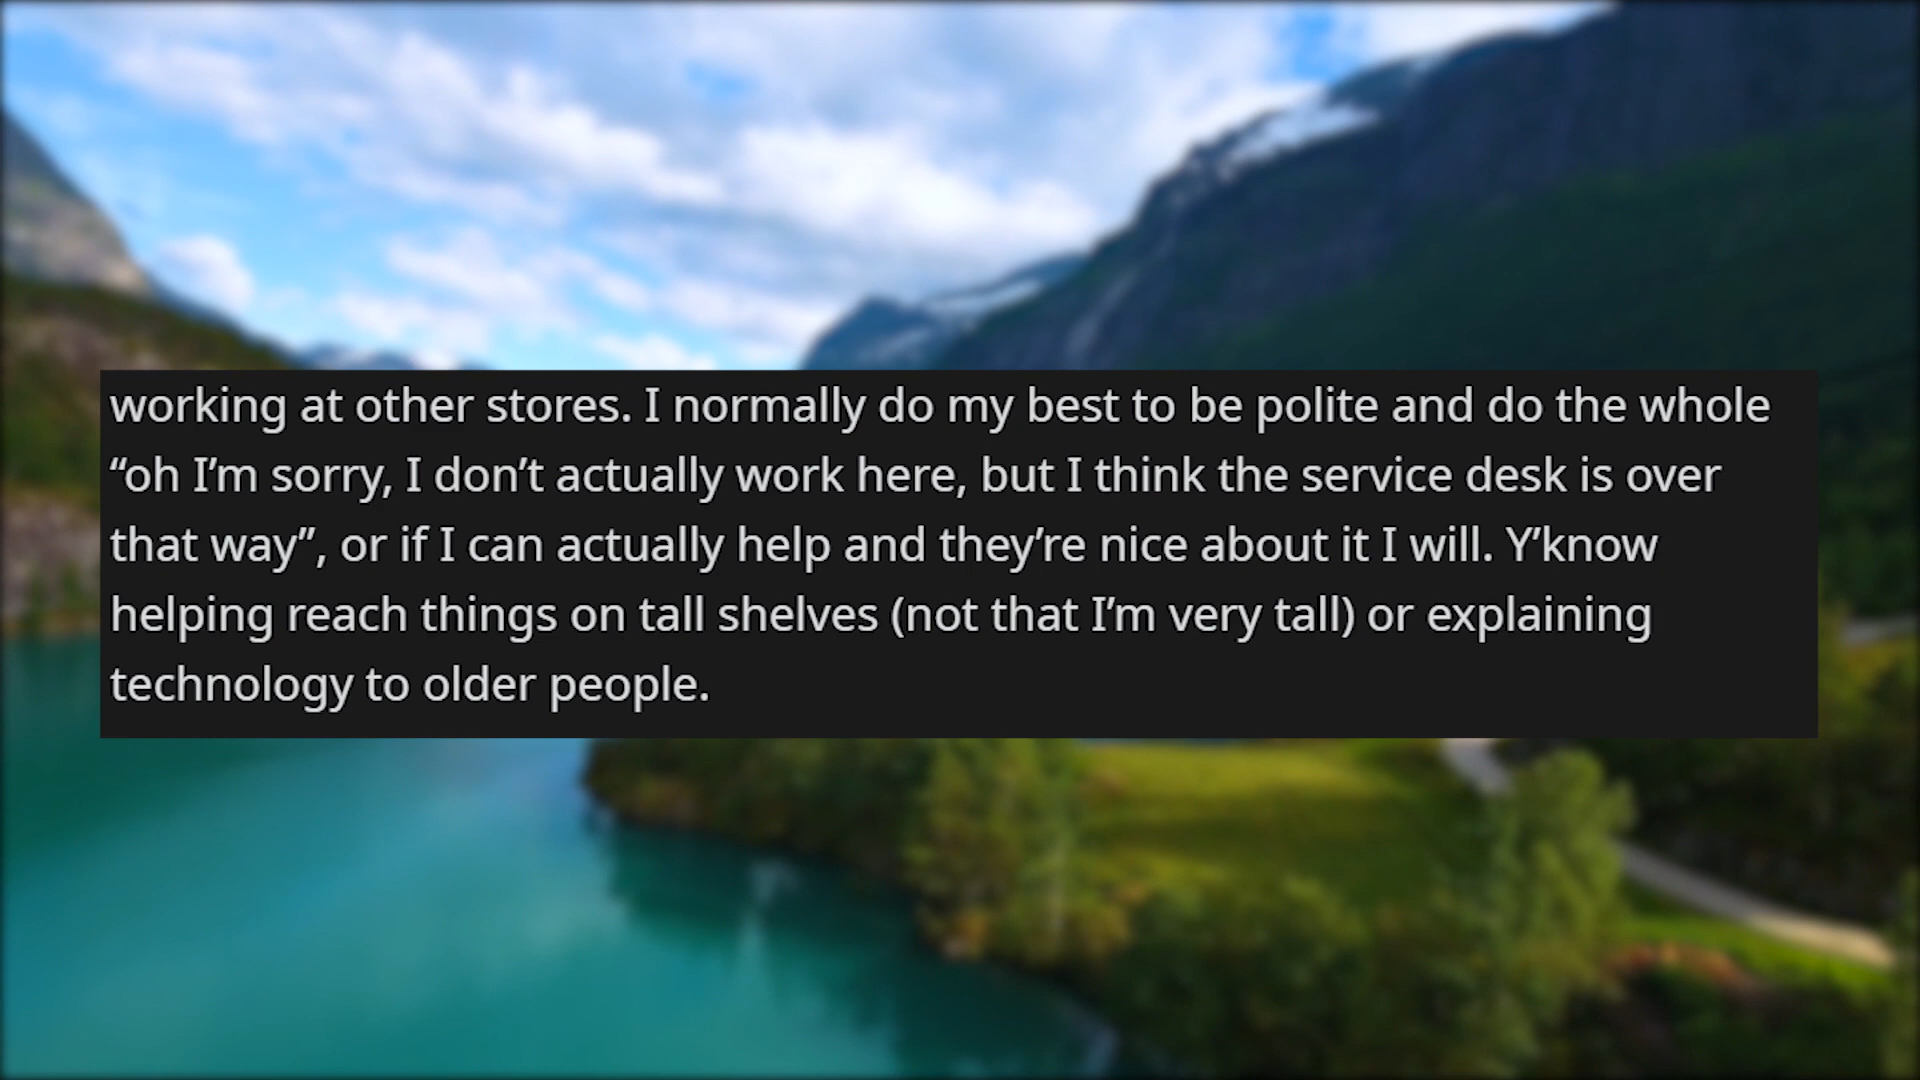 working at other stores. I normally do my best to be polite and do the whole
“oh I’m sorry, I don’t actually work here, but I think the service desk is over
that way”, or if I can actually help and they’re nice about it I will. Y’know
helping reach things on tall shelves (not that I’m very tall) or explaining
technology to older people.